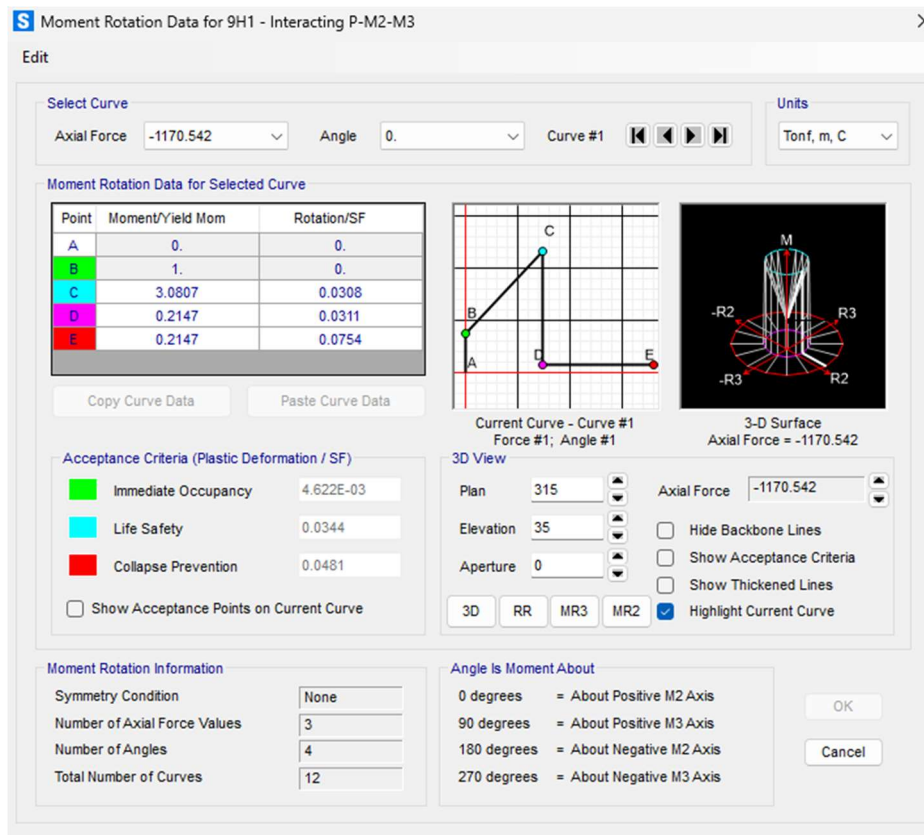 S Moment Rotation Data for 9H1 - Interacting P-M2-M3
Edit
Select Curve
Axial Force -1170.542 Angle 0. Curve #1
Units
Tonf, m, C
Moment Rotation Data for Selected Curve
Point Moment/Yield Mom Rotation/SF
A 0. 0.
B 1. 0.
C 3.0807 0.0308
D 0.2147 0.0311
E 0.2147 0.0754
Copy Curve Data Paste Curve Data
C
B
A
D
E
Current Curve - Curve #1
Force #1; Angle #1
M
-R2 R3
-R3 R2
3-D Surface
Axial Force = -1170.542
Acceptance Criteria (Plastic Deformation / SF)
Immediate Occupancy 4.622E-03
Life Safety 0.0344
Collapse Prevention 0.0481
Show Acceptance Points on Current Curve
3D View
Plan 315
Elevation 35
Aperture 0
3D RR MR3 MR2
Axial Force -1170.542
Hide Backbone Lines
Show Acceptance Criteria
Show Thickened Lines
Highlight Current Curve
Moment Rotation Information
Symmetry Condition None
Number of Axial Force Values 3
Number of Angles 4
Total Number of Curves 12
Angle Is Moment About
0 degrees = About Positive M2 Axis
90 degrees = About Positive M3 Axis
180 degrees = About Negative M2 Axis
270 degrees = About Negative M3 Axis
OK
Cancel